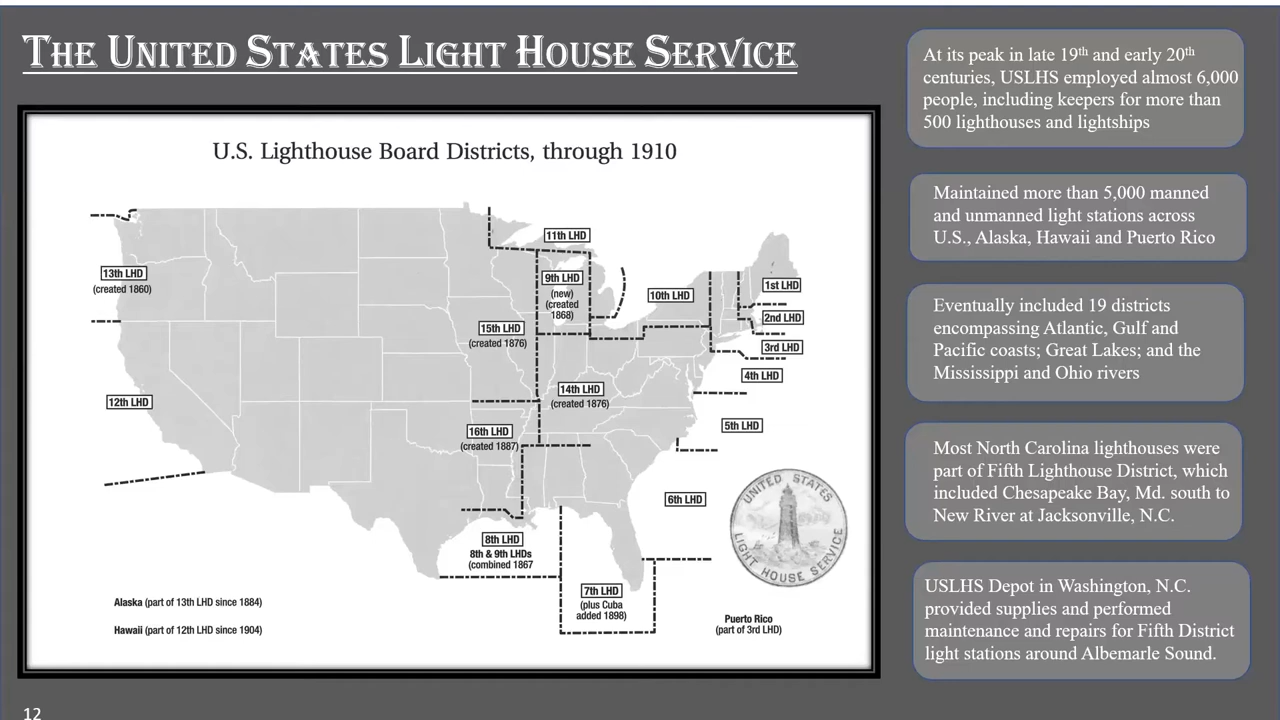 THE UNITED STATES LIGHT HOUSE SERVICE
U.S. Lighthouse Board Districts, through 1910
11th LHD
13th LHD
(created 1860)
9th LHD
(new)
(created
1868)
10th LHD
1st LHD
2nd LHD
15th LHD
(created 1876)
3rd LHD
4th LHD
14th LHD
(created 1876)
12th LHD
16th LHD
(created 1887)
5th LHD
6th LHD
8th LHD
8th & 9th LHDs
(combined 1867
7th LHD
(plus Cuba
added 1898)
Alaska (part of 13th LHD since 1884)
Hawaii (part of 12th LHD since 1904)
Puerto Rico
(part of 3rd LHD)
UNITED STATES
LIGHT HOUSE SERVICE
At its peak in late 19th and early 20th
centuries, USLHS employed almost 6,000
people, including keepers for more than
500 lighthouses and lightships
Maintained more than 5,000 manned
and unmanned light stations across
U.S., Alaska, Hawaii and Puerto Rico
Eventually included 19 districts
encompassing Atlantic, Gulf and
Pacific coasts; Great Lakes; and the
Mississippi and Ohio rivers
Most North Carolina lighthouses were
part of Fifth Lighthouse District, which
included Chesapeake Bay, Md. south to
New River at Jacksonville, N.C.
USLHS Depot in Washington, N.C.
provided supplies and performed
maintenance and repairs for Fifth District
light stations around Albemarle Sound.
12